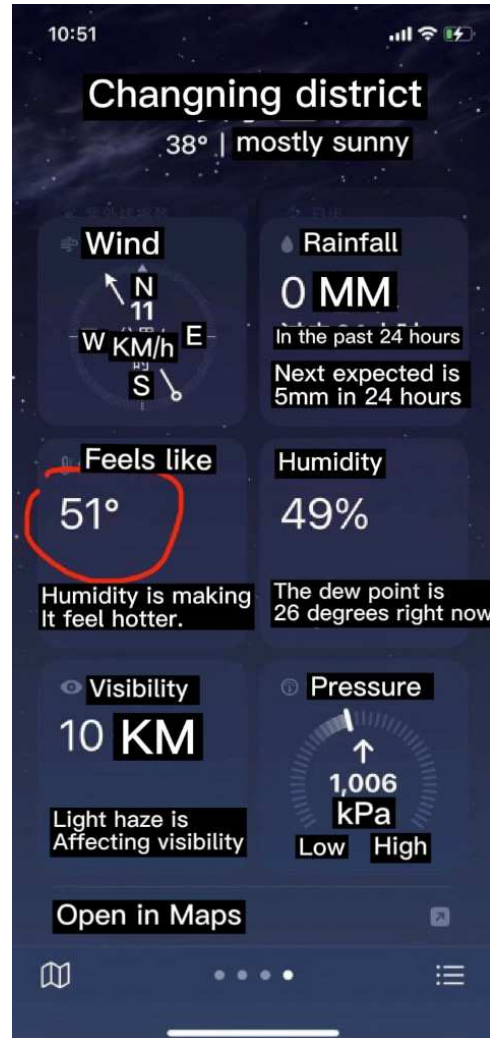 10:51
Changning district
38° | mostly sunny
Wind
N
11
W KM/h E
S
Rainfall
0 MM
In the past 24 hours
Next expected is
5mm in 24 hours
Feels like
51°
Humidity is making
It feel hotter.
Humidity
49%
The dew point is
26 degrees right now
Visibility
10 KM
Light haze is
Affecting visibility
Pressure
1,006
kPa
Low High
Open in Maps